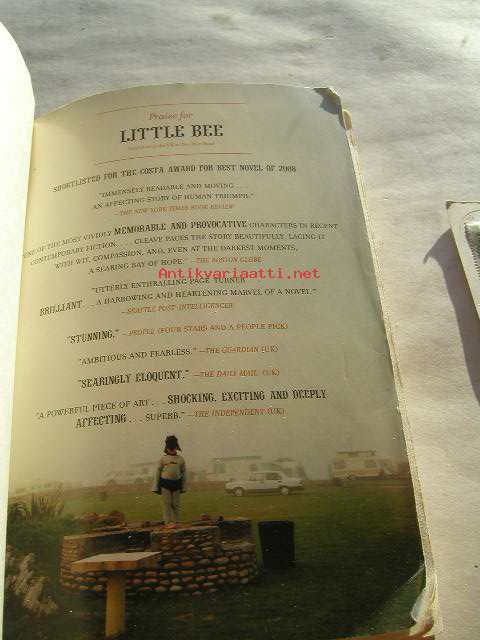 Praise for
LITTLE BEE
SHORTLISTED FOR THE COSTA AWARD FOR BEST NOVEL OF 2008
"IMMENSELY READABLE AND MOVING . . .
AN AFFECTING STORY OF HUMAN TRIUMPH."
—THE NEW YORK TIMES BOOK REVIEW
ONE OF THE MOST VIVIDLY MEMORABLE AND PROVOCATIVE CHARACTERS IN RECENT
CONTEMPORARY FICTION. . . . CLEAVE PACES THE STORY BEAUTIFULLY, LACING IT
WITH WIT, COMPASSION, AND, EVEN AT THE DARKEST MOMENTS,
A SEARING RAY OF HOPE." —THE BOSTON GLOBE
Antikvariaatti.net
"UTTERLY ENTHRALLING PAGE TURNER
BRILLIANT. . . A HARROWING AND HEARTENING MARVEL OF A NOVEL."
—SEATTLE POST-INTELLIGENCER
"STUNNING." —PEOPLE (FOUR STARS AND A PEOPLE PICK)
"AMBITIOUS AND FEARLESS." —THE GUARDIAN (UK)
"SEARINGLY ELOQUENT." —THE DAILY MAIL (UK)
"A POWERFUL PIECE OF ART . . . SHOCKING, EXCITING AND DEEPLY
AFFECTING . . . SUPERB." —THE INDEPENDENT (UK)